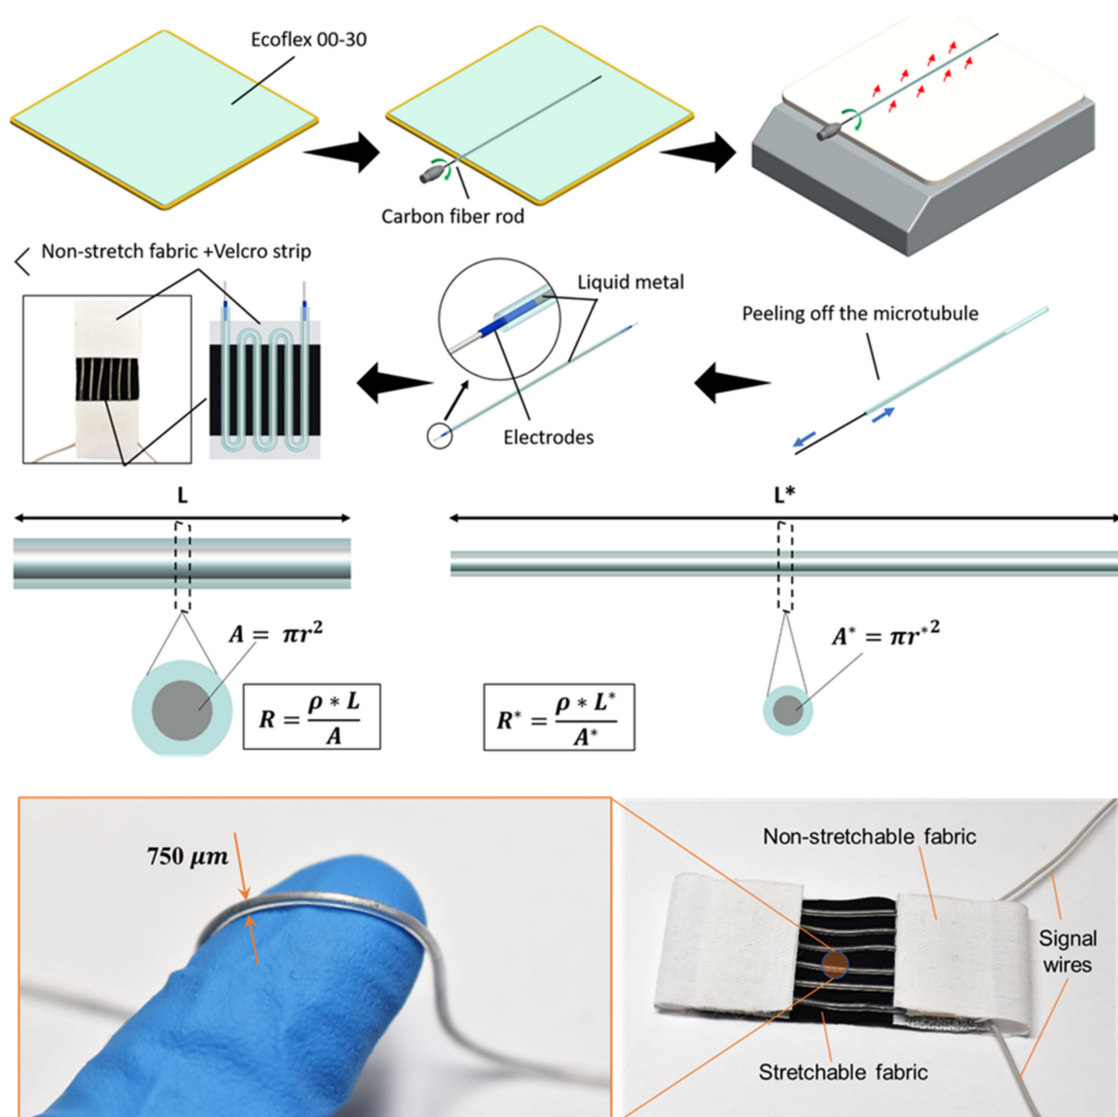 Ecoflex 00-30
Carbon fiber rod
Non-stretch fabric +Velcro strip
Liquid metal
Peeling off the microtubule
Electrodes
L
L*
A = πr²
A* = πr*²
R = ρ * L / A
R* = ρ * L* / A*
750 μm
Non-stretchable fabric
Signal
wires
Stretchable fabric